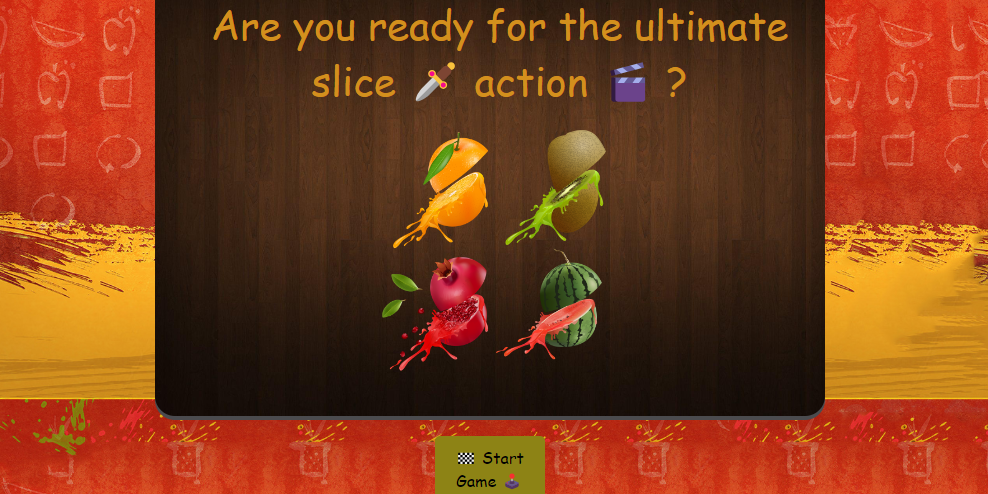 Are you ready for the ultimate
slice 🗡️ action 🎬 ?
🏁 Start
Game 🕹️